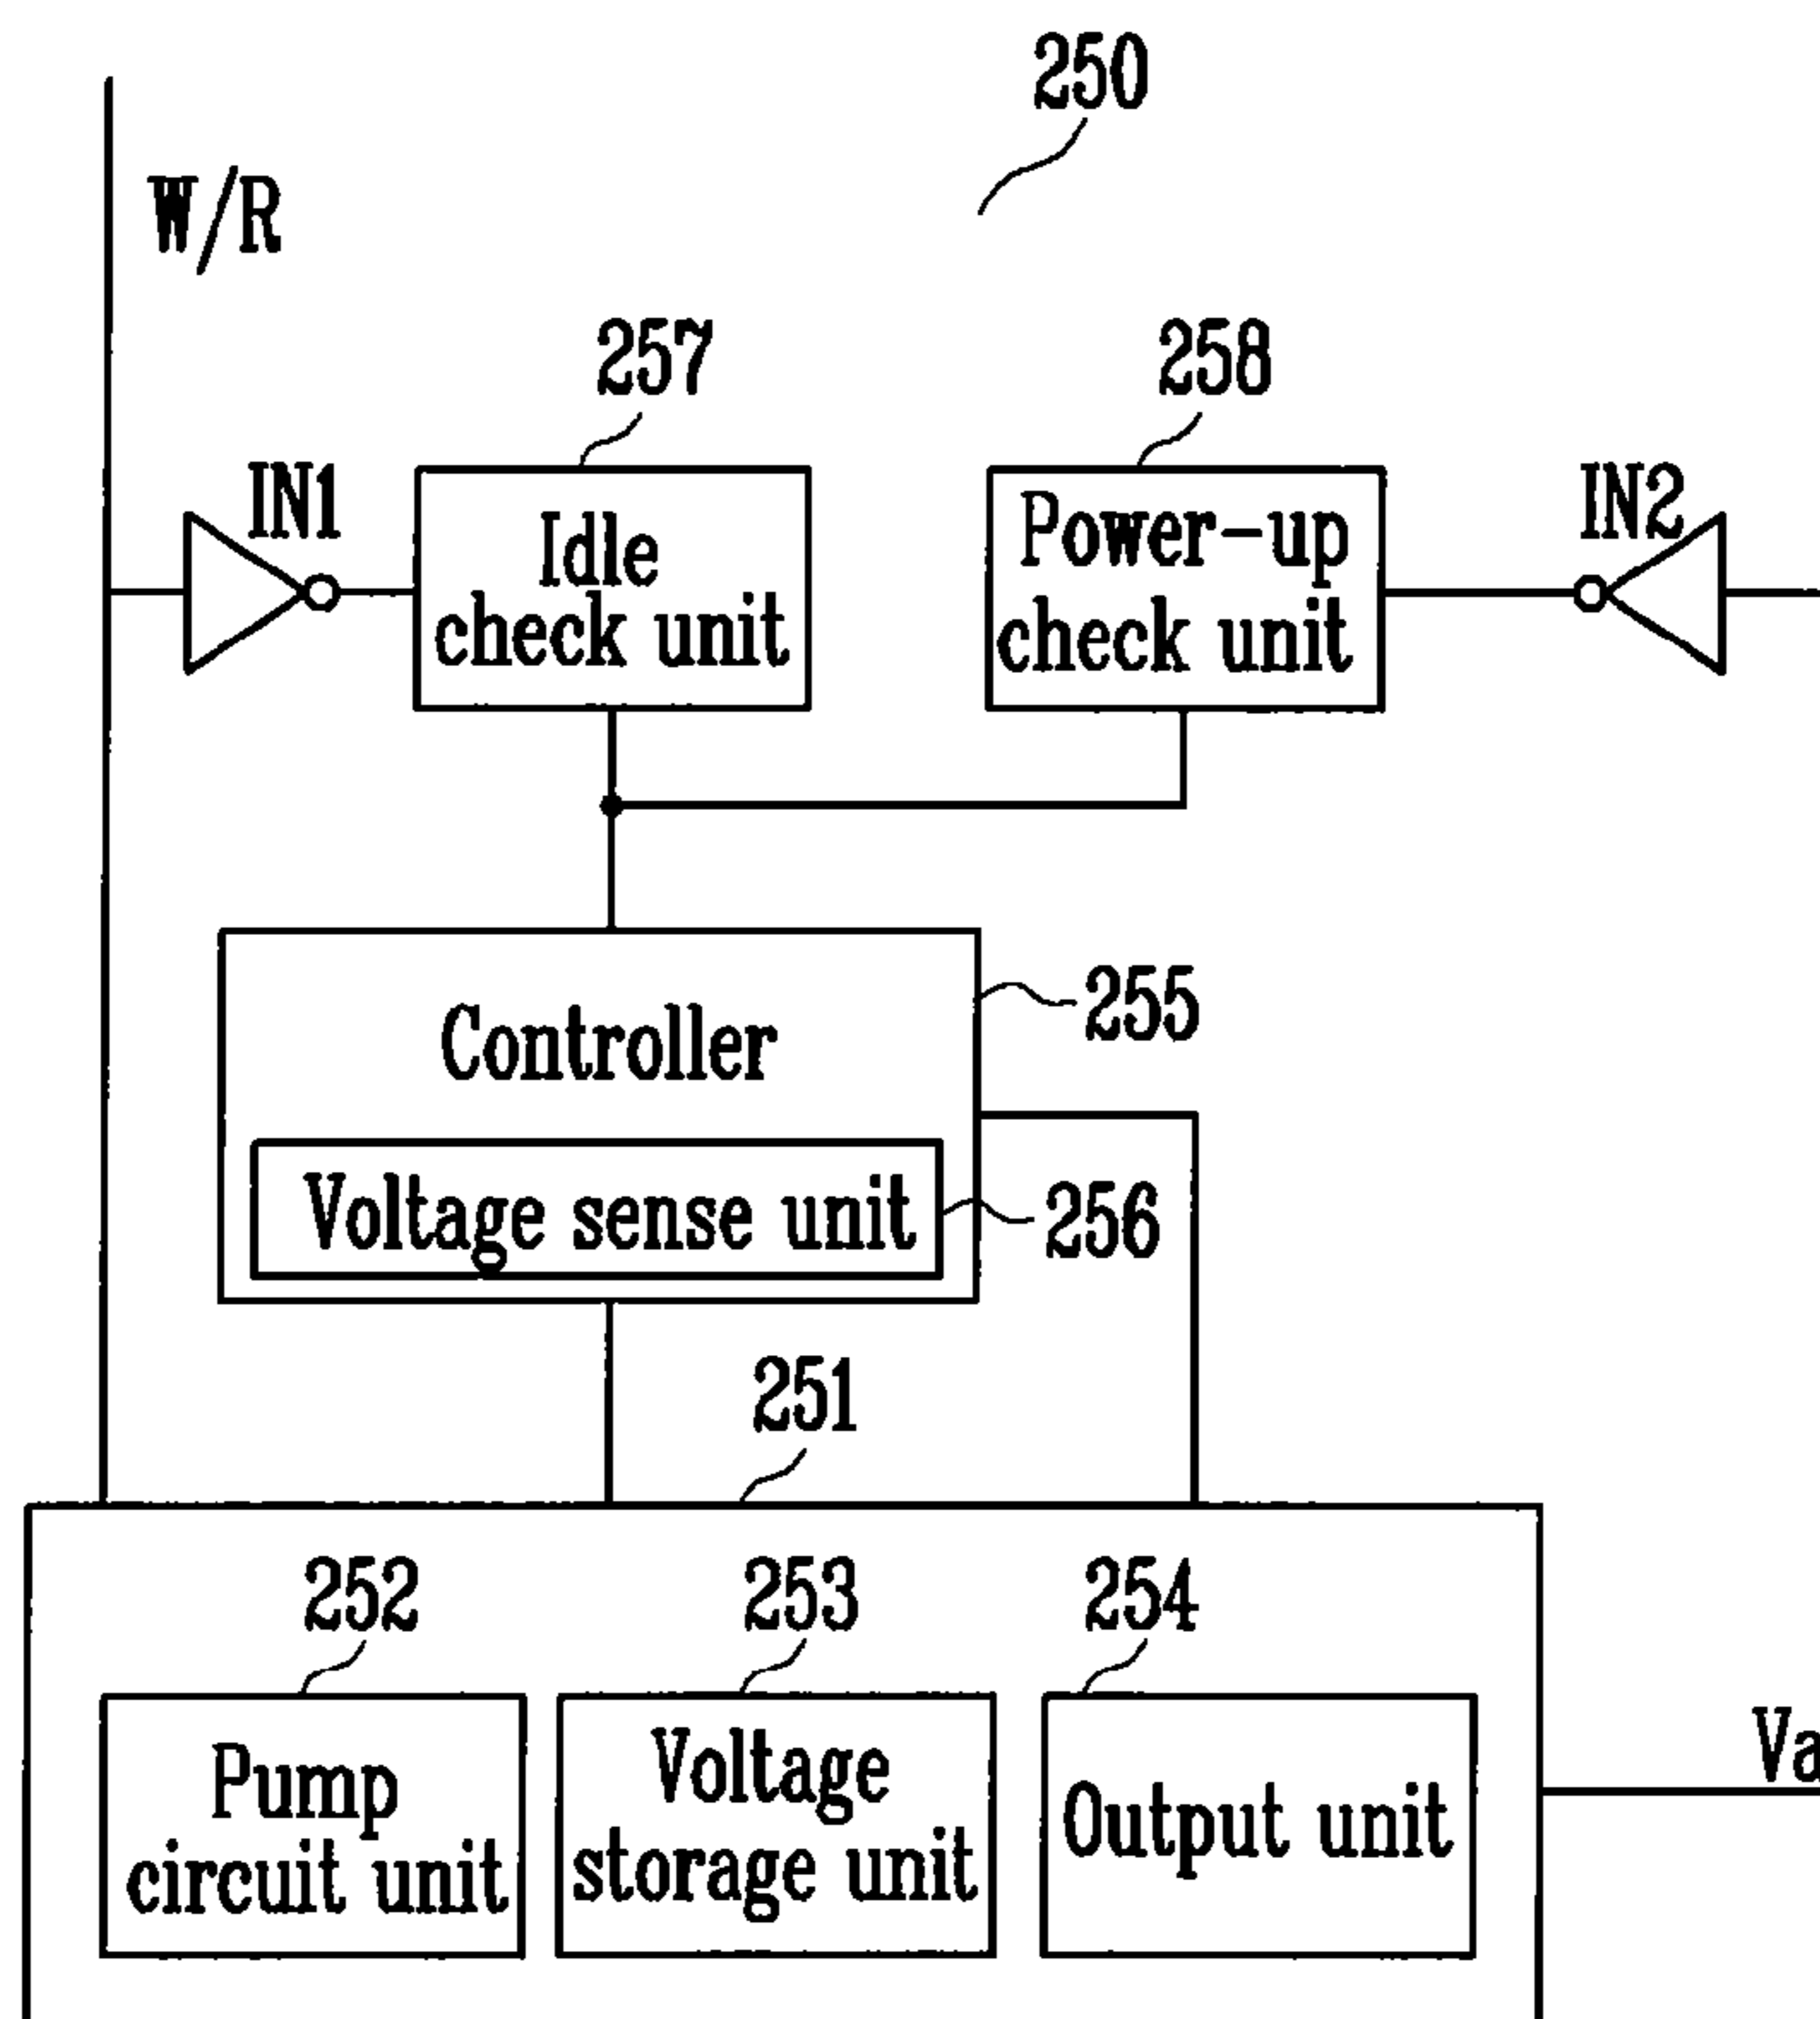 250
W/R
257
258
IN1
Idle
check unit
Power-up
check unit
IN2
Controller
255
Voltage sense unit
256
251
252
253
254
Pump
circuit unit
Voltage
storage unit
Output unit
Va